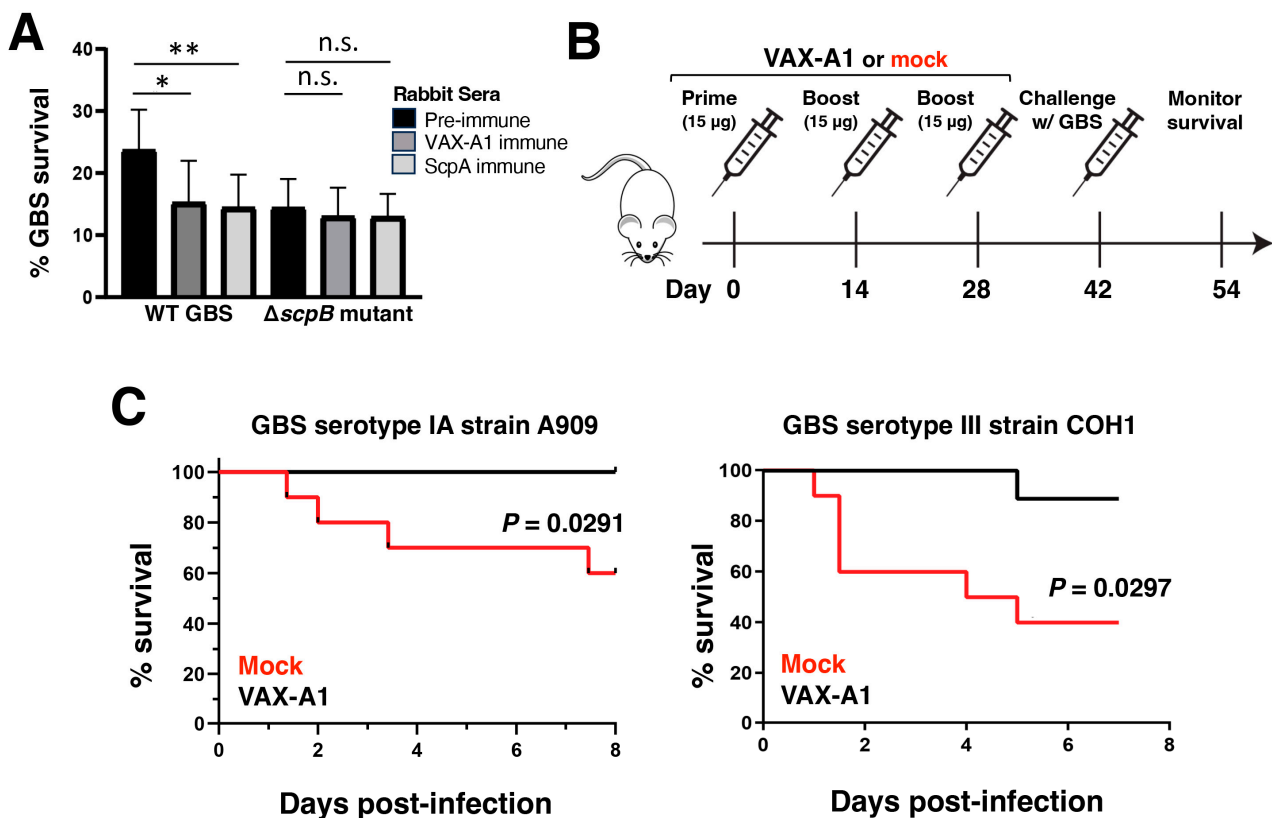 A
40
30
20
10
0
% GBS survival
**
*
n.s.
n.s.
Rabbit Sera
Pre-immune
VAX-A1 immune
ScpA immune
WT GBS
ΔscpB mutant
B
VAX-A1 or mock
Prime
(15 µg)
Boost
(15 µg)
Boost
(15 µg)
Challenge
w/ GBS
Monitor
survival
Day 0 14 28 42 54
C
GBS serotype IA strain A909
100
80
60
40
20
0
% survival
P = 0.0291
Mock
VAX-A1
0 2 4 6 8
Days post-infection
GBS serotype III strain COH1
100
80
60
40
20
0
% survival
P = 0.0297
Mock
VAX-A1
0 2 4 6 8
Days post-infection